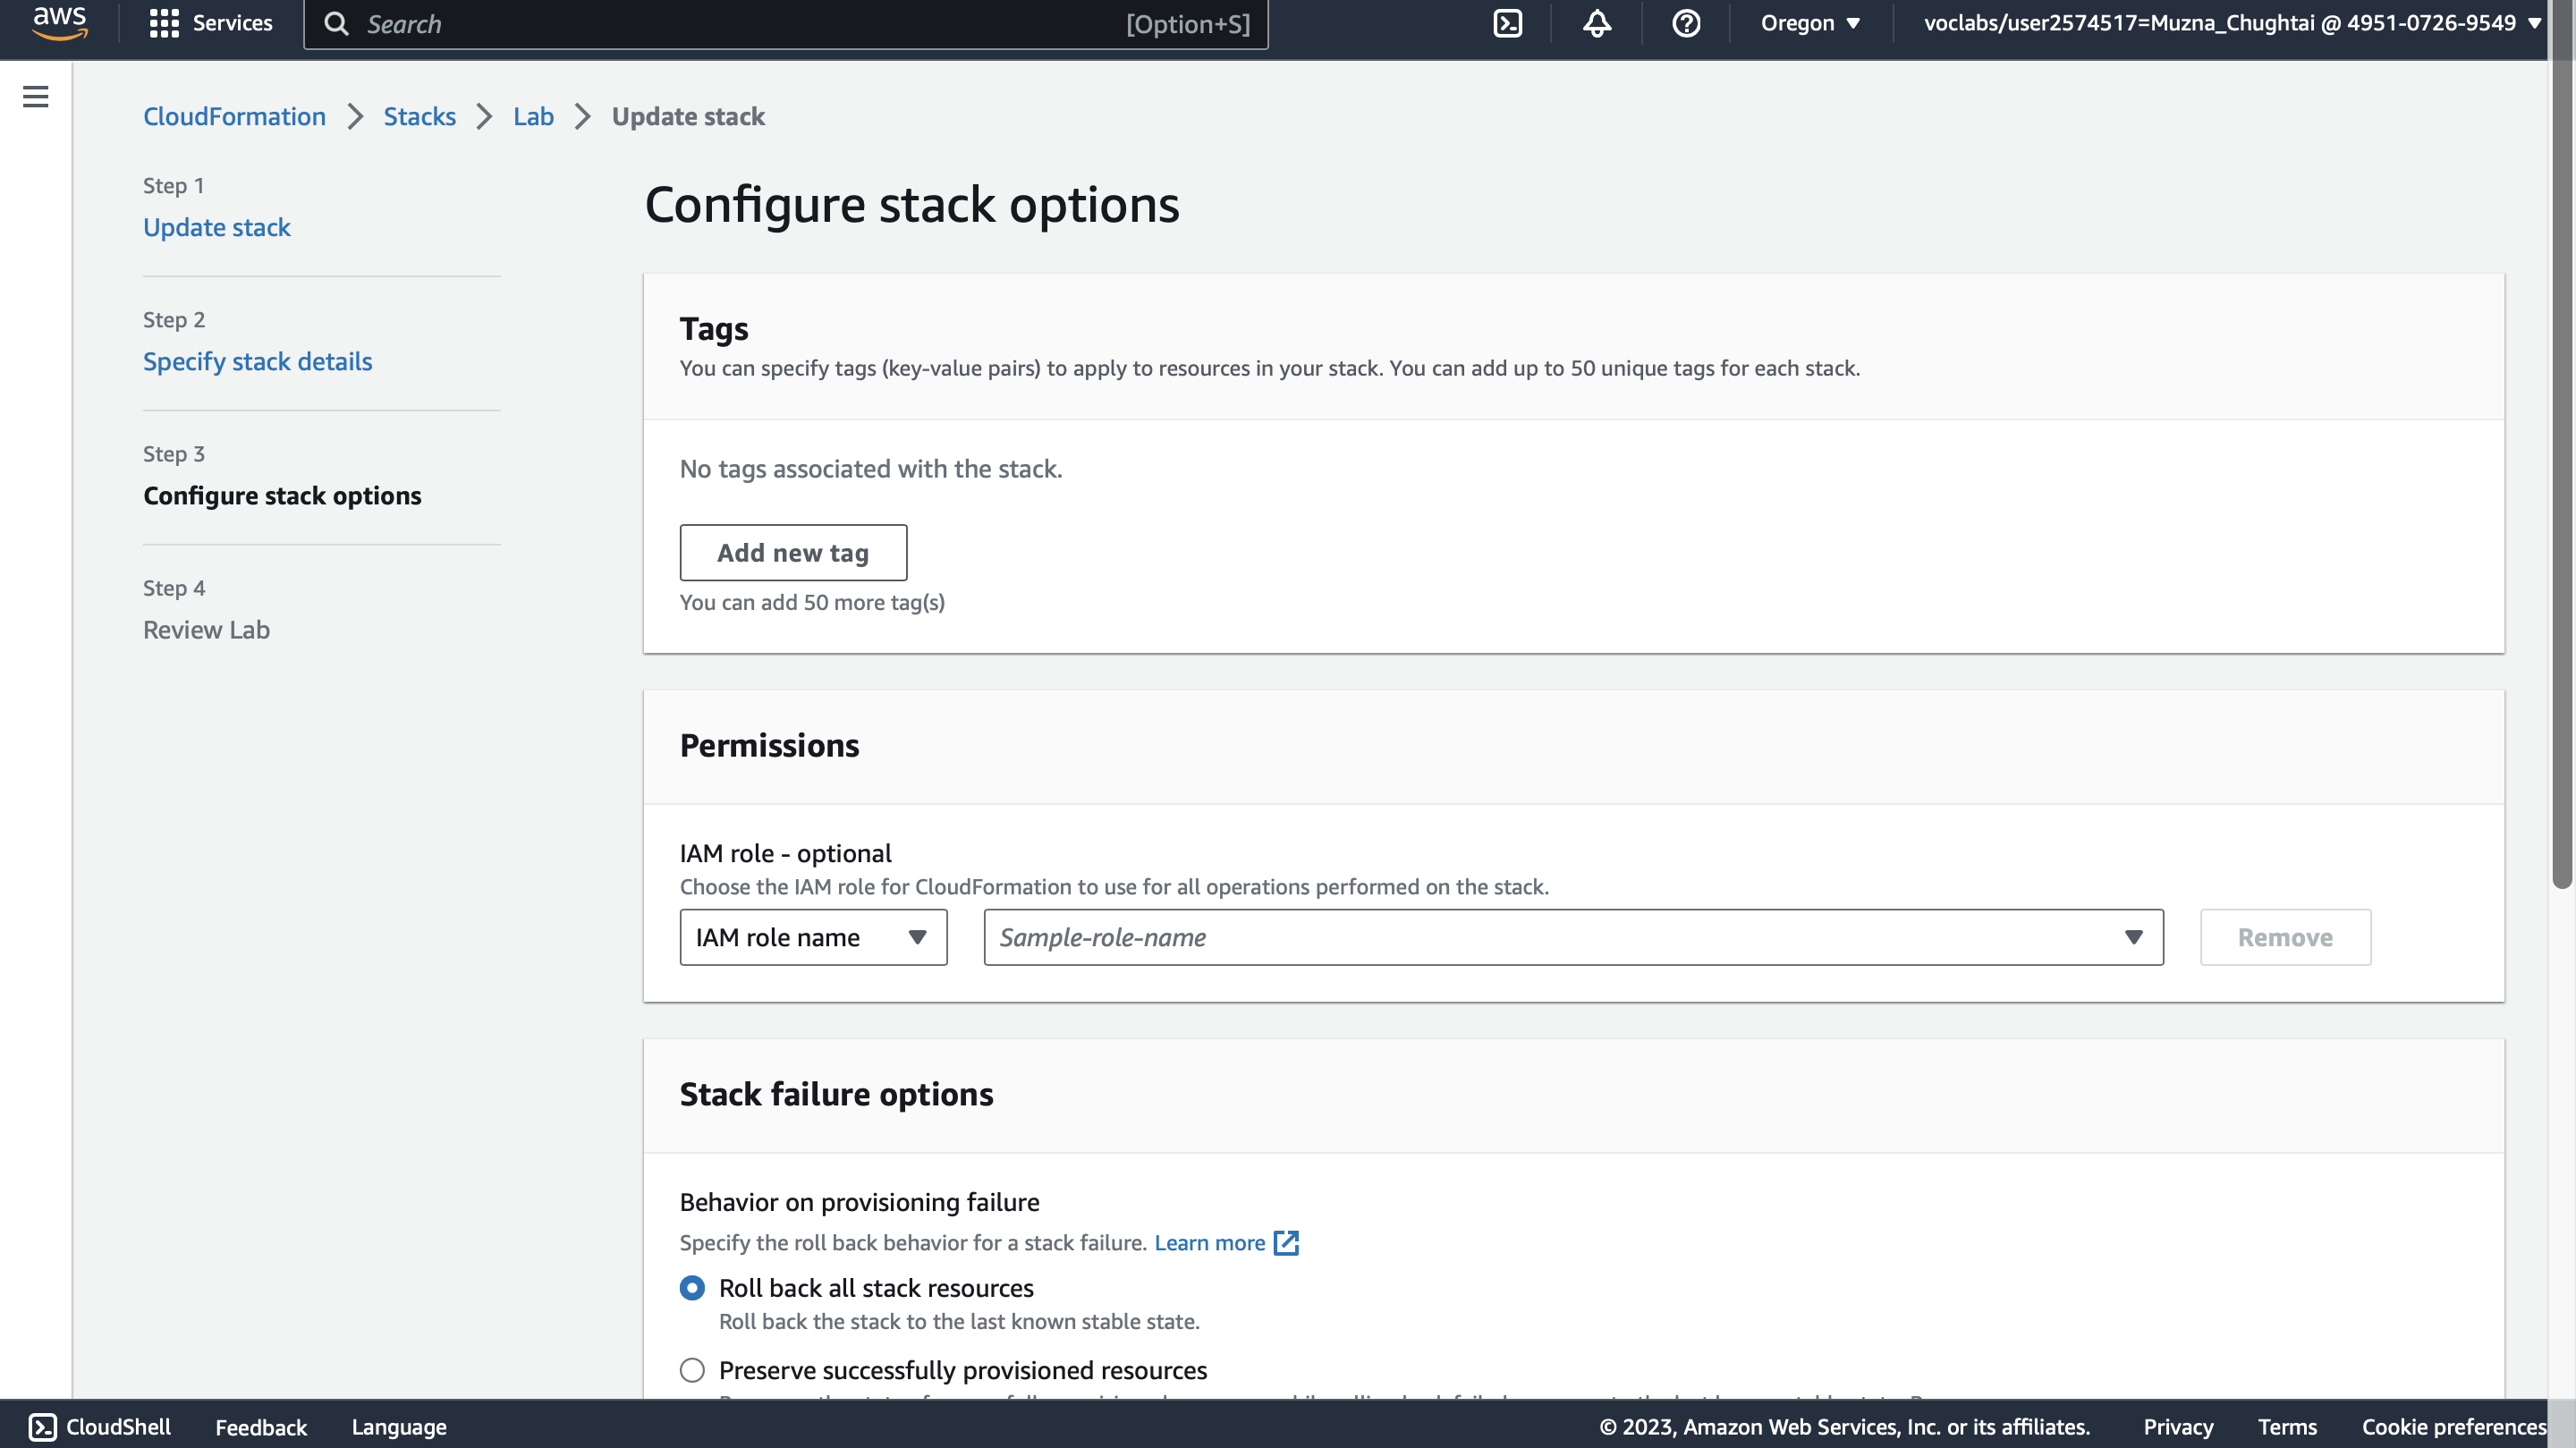 aws
Services
Search
[Option+S]
Oregon
voclabs/user2574517=Muzna_Chughtai @ 4951-0726-9549
CloudFormation
Stacks
Lab
Update stack
Step 1
Update stack
Step 2
Specify stack details
Step 3
Configure stack options
Step 4
Review Lab
Configure stack options
Tags
You can specify tags (key-value pairs) to apply to resources in your stack. You can add up to 50 unique tags for each stack.
No tags associated with the stack.
Add new tag
You can add 50 more tag(s)
Permissions
IAM role - optional
Choose the IAM role for CloudFormation to use for all operations performed on the stack.
IAM role name
Sample-role-name
Remove
Stack failure options
Behavior on provisioning failure
Specify the roll back behavior for a stack failure. Learn more
Roll back all stack resources
Roll back the stack to the last known stable state.
Preserve successfully provisioned resources
CloudShell
Feedback
Language
© 2023, Amazon Web Services, Inc. or its affiliates.
Privacy
Terms
Cookie preferences